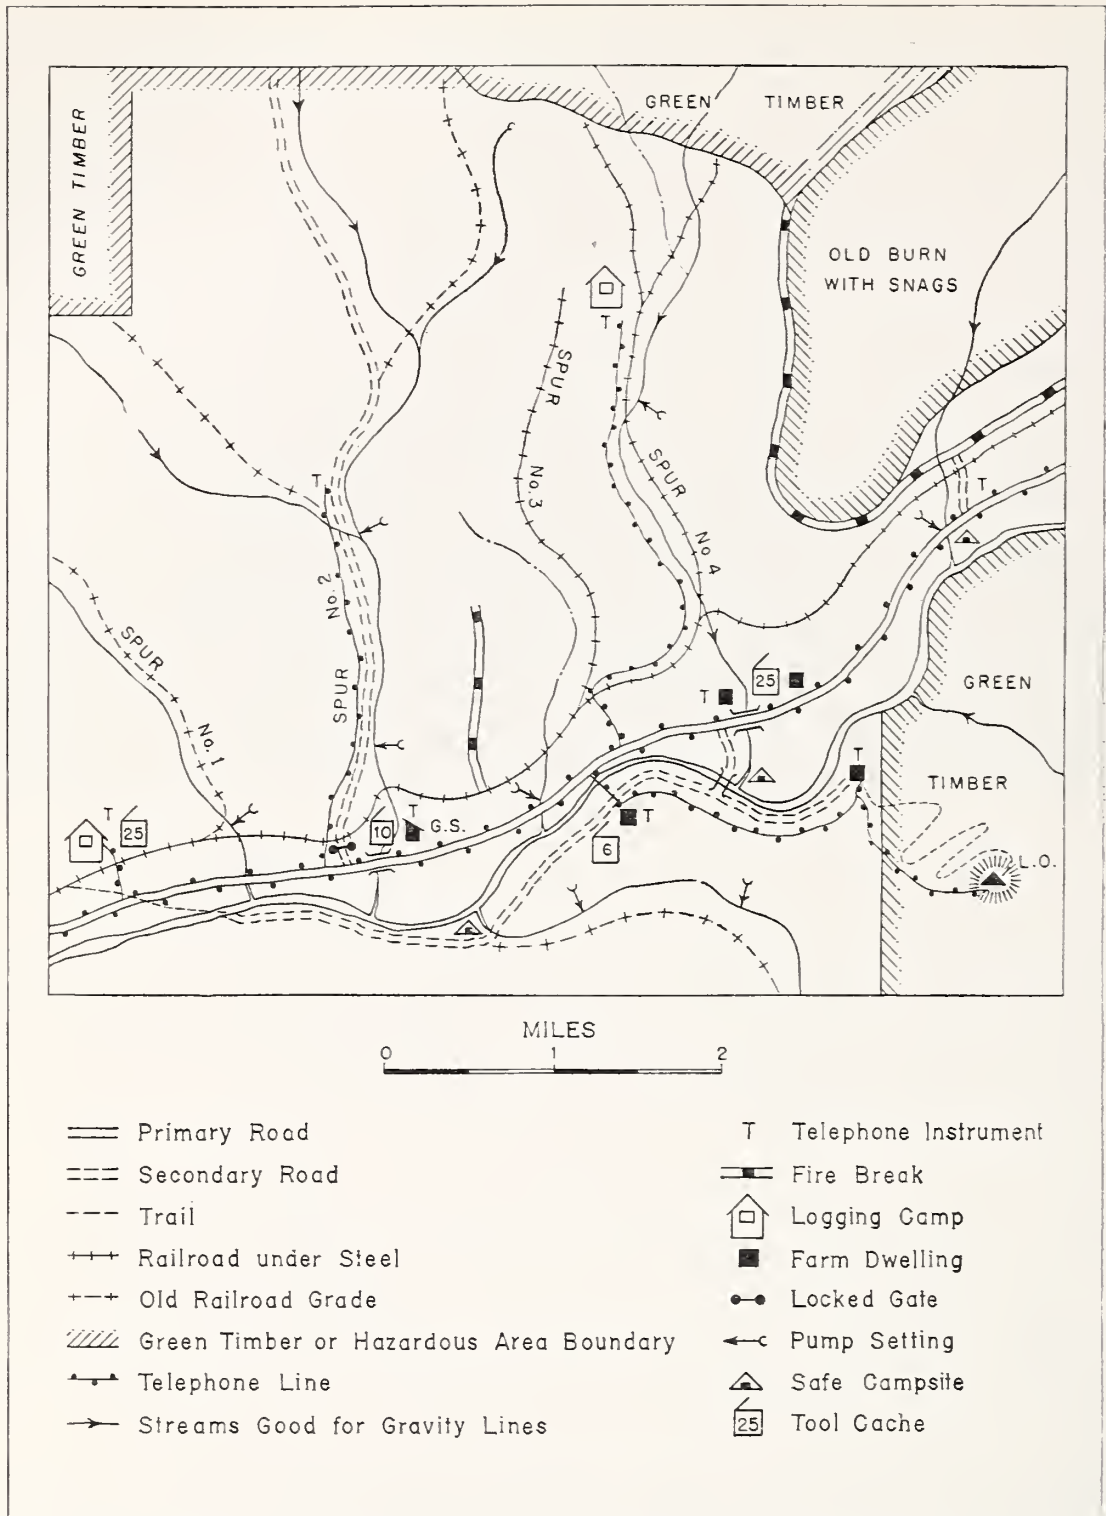 GREEN TIMBER
GREEN TIMBER
OLD BURN
WITH SNAGS
T
SPUR
No. 3
T
SPUR
No 4
T
T
No. 2
SPUR
SPUR
No. 1
GREEN
TIMBER
T
25
T
L.O.
T
25
10
T
G.S.
T
6
MILES
0 1 2
Primary Road
Secondary Road
Trail
Railroad under Steel
Old Railroad Grade
Green Timber or Hazardous Area Boundary
Telephone Line
Streams Good for Gravity Lines
T Telephone Instrument
Fire Break
Logging Camp
Farm Dwelling
Locked Gate
Pump Setting
Safe Campsite
25 Tool Cache